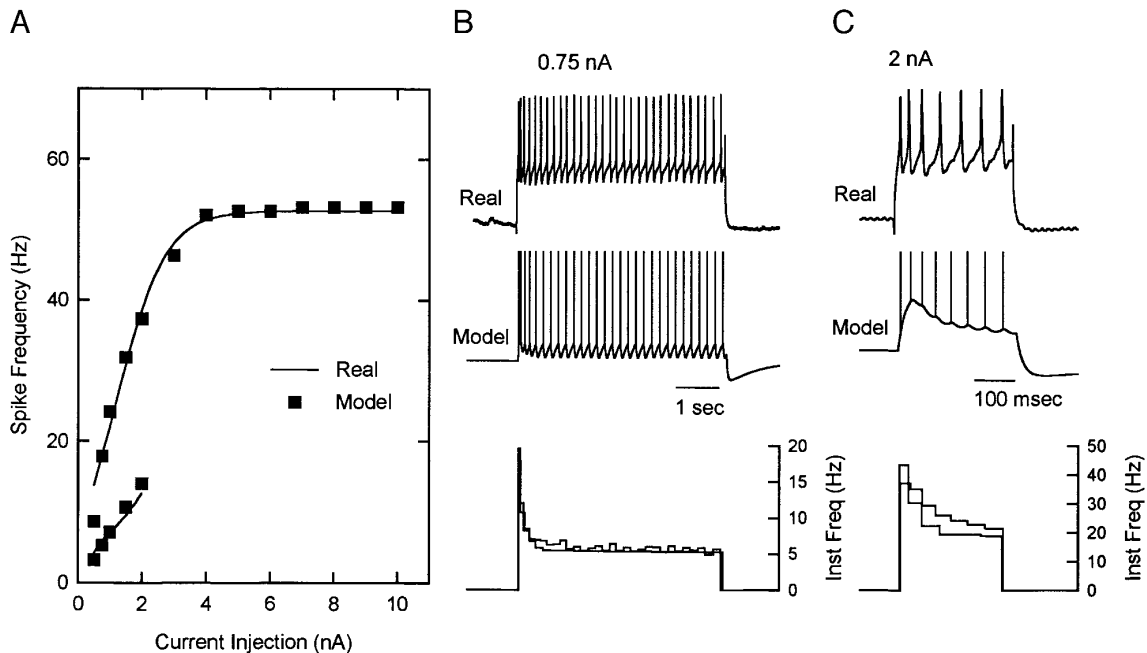 A
Spike Frequency (Hz)
60
40
20
0
0
2
4
6
8
10
Current Injection (nA)
Real
Model
B
0.75 nA
Real
Model
1 sec
20
15
10
5
0
Inst Freq (Hz)
C
2 nA
Real
Model
100 msec
50
40
30
20
10
0
Inst Freq (Hz)